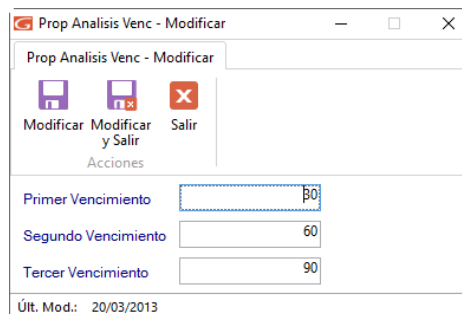 Prop Analisis Venc - Modificar
Prop Analisis Venc - Modificar
Modificar Modificar y Salir Salir
Acciones
Primer Vencimiento 30
Segundo Vencimiento 60
Tercer Vencimiento 90
Últ. Mod.: 20/03/2013